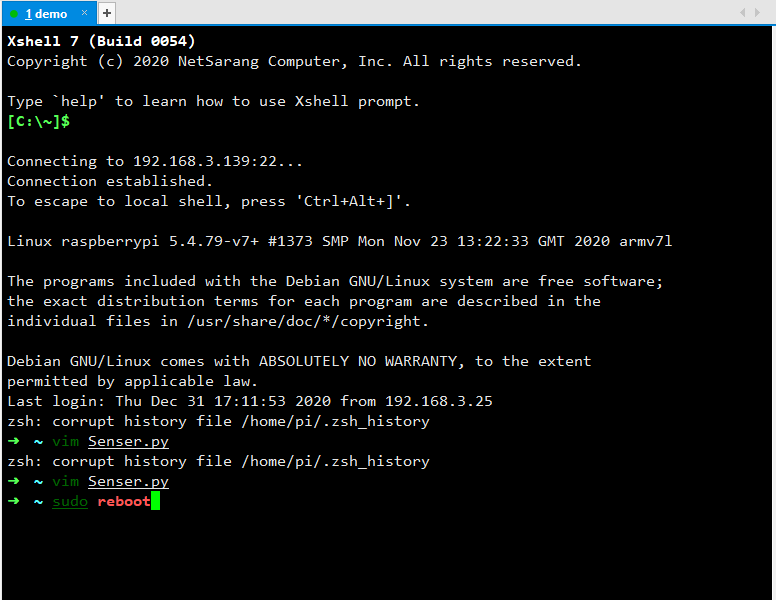 1 demo × +
Xshell 7 (Build 0054)
Copyright (c) 2020 NetSarang Computer, Inc. All rights reserved.
Type `help' to learn how to use Xshell prompt.
[C:\~]$
Connecting to 192.168.3.139:22...
Connection established.
To escape to local shell, press 'Ctrl+Alt+]'.
Linux raspberrypi 5.4.79-v7+ #1373 SMP Mon Nov 23 13:22:33 GMT 2020 armv7l
The programs included with the Debian GNU/Linux system are free software;
the exact distribution terms for each program are described in the
individual files in /usr/share/doc/*/copyright.
Debian GNU/Linux comes with ABSOLUTELY NO WARRANTY, to the extent
permitted by applicable law.
Last login: Thu Dec 31 17:11:53 2020 from 192.168.3.25
zsh: corrupt history file /home/pi/.zsh_history
➜ ~ vim Senser.py
zsh: corrupt history file /home/pi/.zsh_history
➜ ~ vim Senser.py
➜ ~ sudo reboot